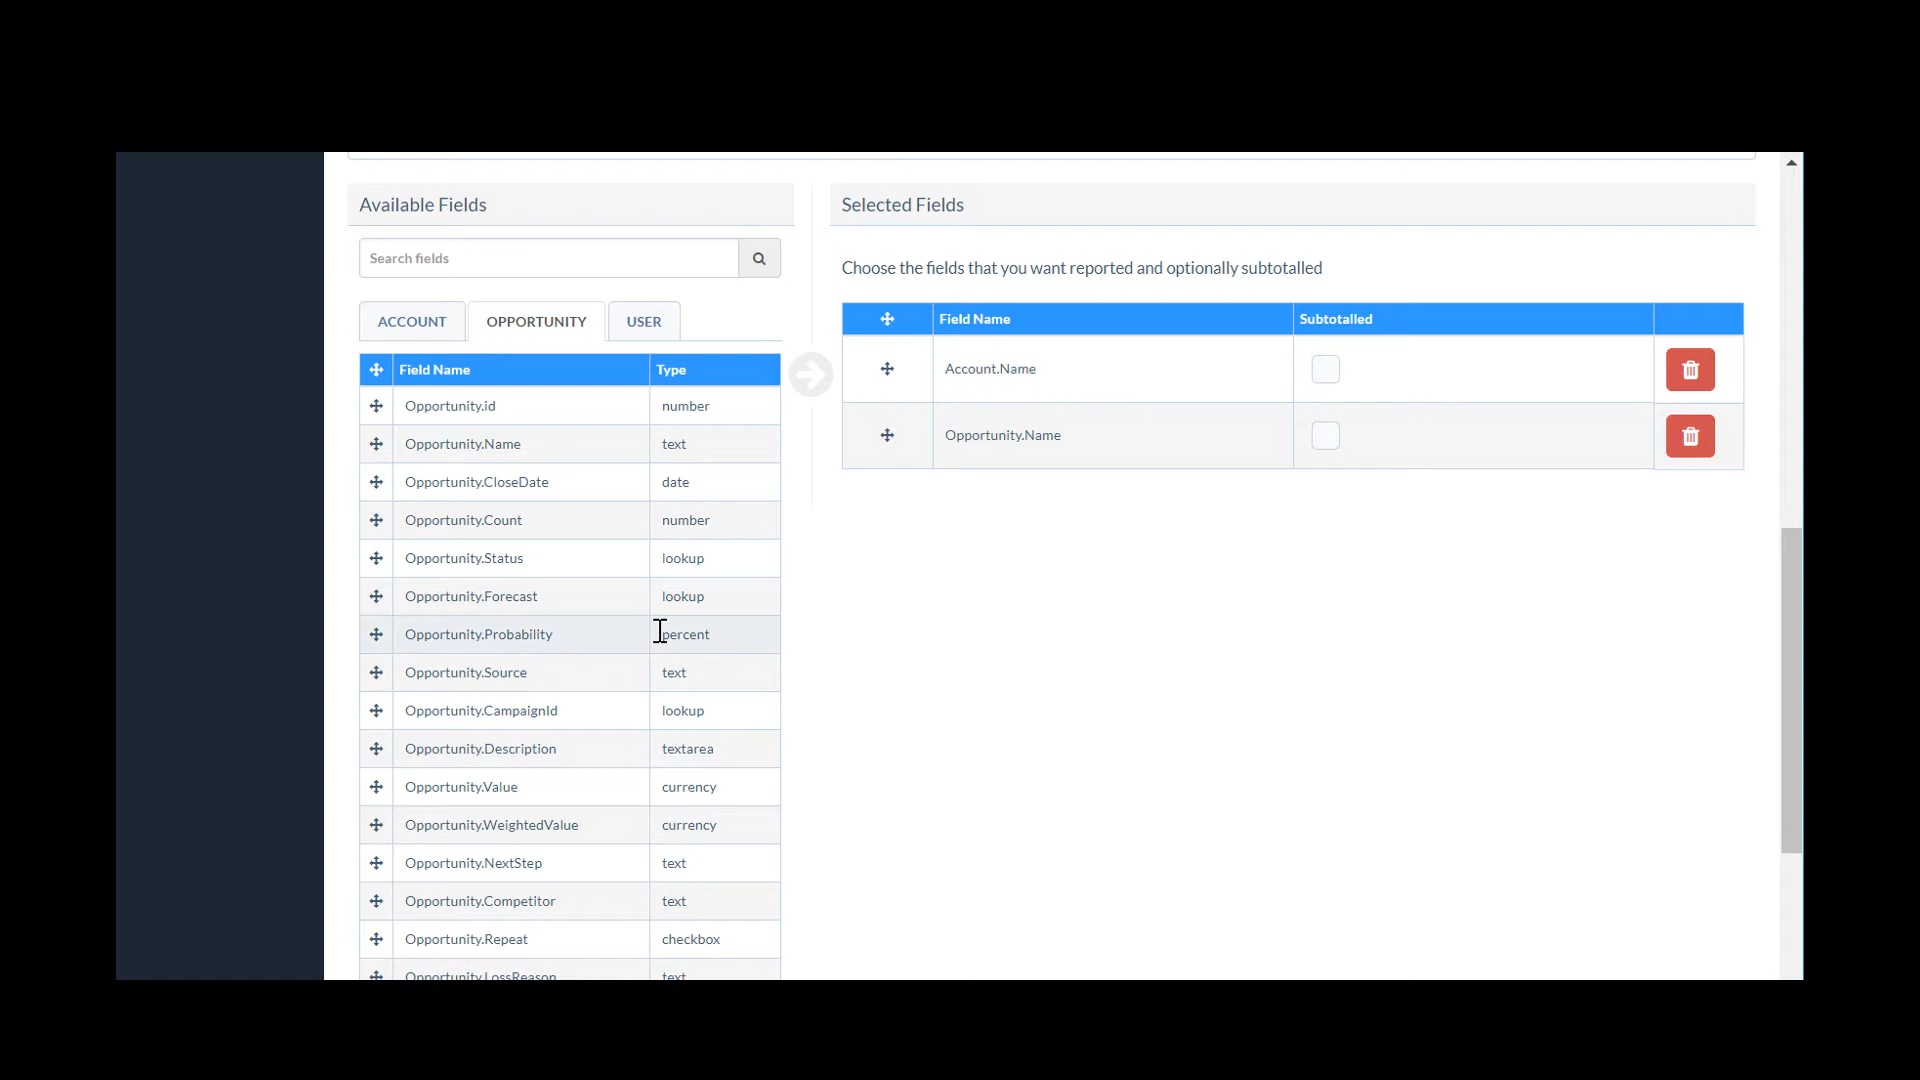 Available Fields
Search fields
ACCOUNT OPPORTUNITY USER
Field Name Type
Opportunity.id number
Opportunity.Name text
Opportunity.CloseDate date
Opportunity.Count number
Opportunity.Status lookup
Opportunity.Forecast lookup
Opportunity.Probability percent
Opportunity.Source text
Opportunity.CampaignId lookup
Opportunity.Description textarea
Opportunity.Value currency
Opportunity.WeightedValue currency
Opportunity.NextStep text
Opportunity.Competitor text
Opportunity.Repeat checkbox
Opportunity.LossReason text
Selected Fields
Choose the fields that you want reported and optionally subtotalled
Field Name Subtotalled
Account.Name
Opportunity.Name